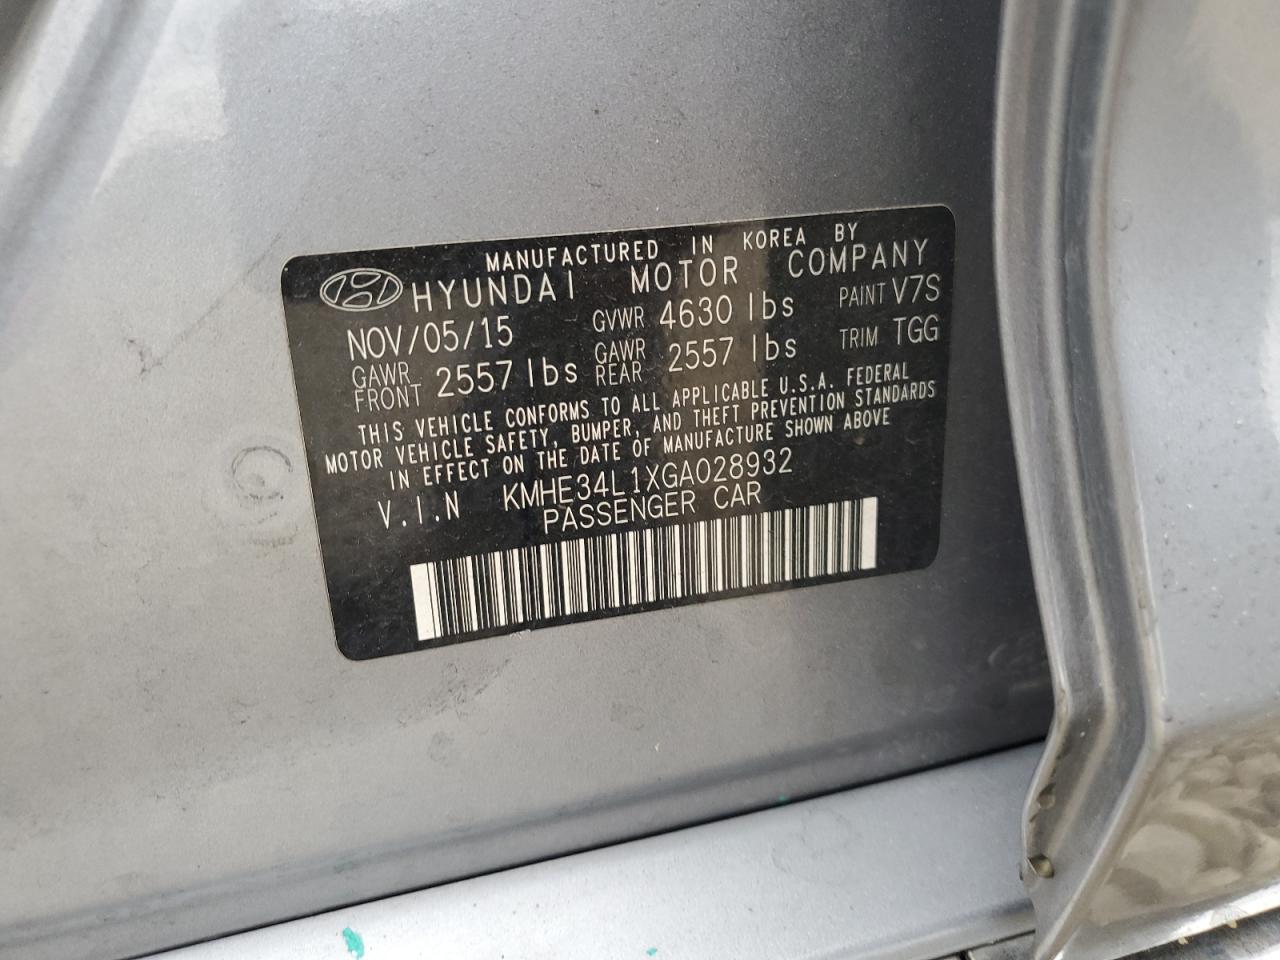 MANUFACTURED IN KOREA BY
HYUNDAI MOTOR COMPANY
NOV/05/15 GVWR 4630 lbs PAINT V7S
GAWR FRONT 2557 lbs GAWR REAR 2557 lbs TRIM TGG
THIS VEHICLE CONFORMS TO ALL APPLICABLE U.S.A. FEDERAL
MOTOR VEHICLE SAFETY, BUMPER, AND THEFT PREVENTION STANDARDS
IN EFFECT ON THE DATE OF MANUFACTURE SHOWN ABOVE
V.I.N KMHE34L1XGA028932
PASSENGER CAR